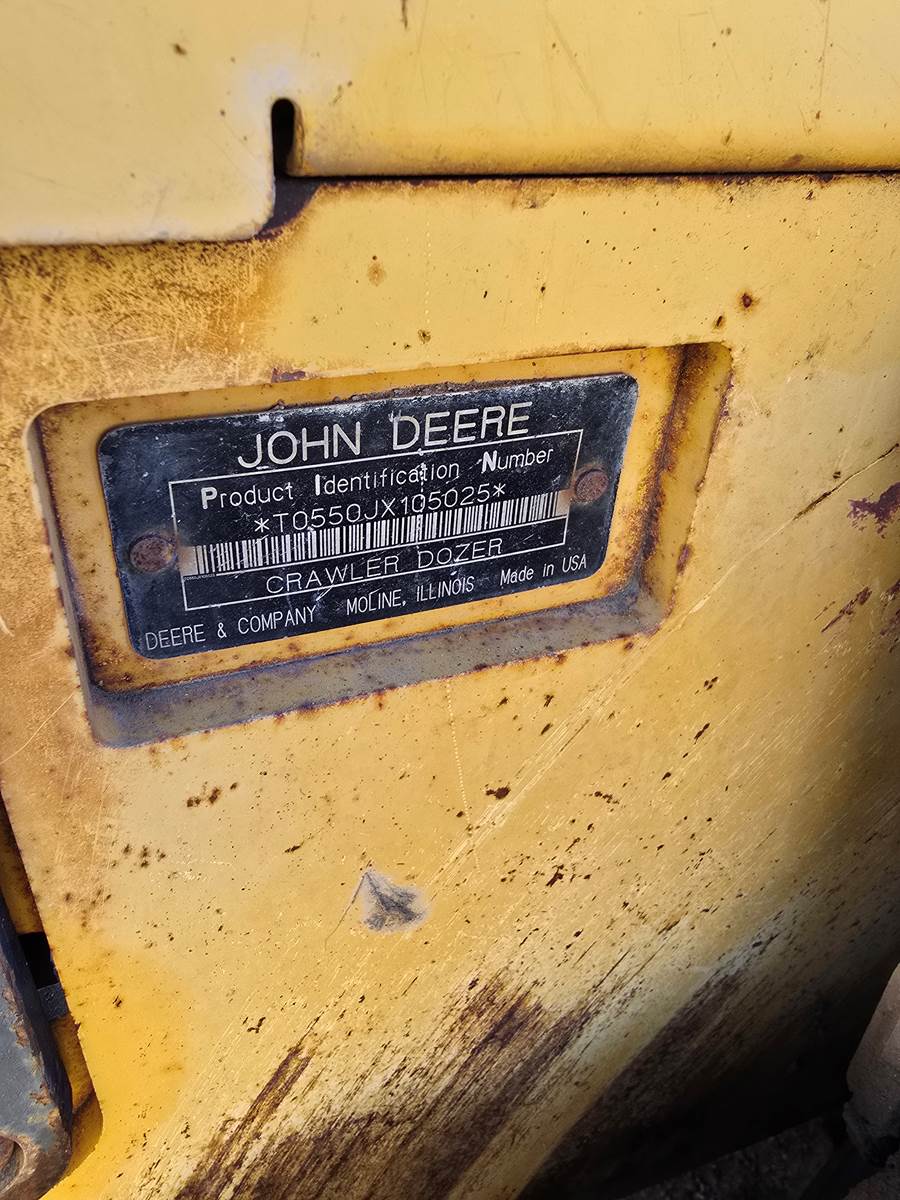 JOHN DEERE
Product Identification Number
*T0550JX105025*
CRAWLER DOZER
DEERE & COMPANY MOLINE, ILLINOIS Made in USA